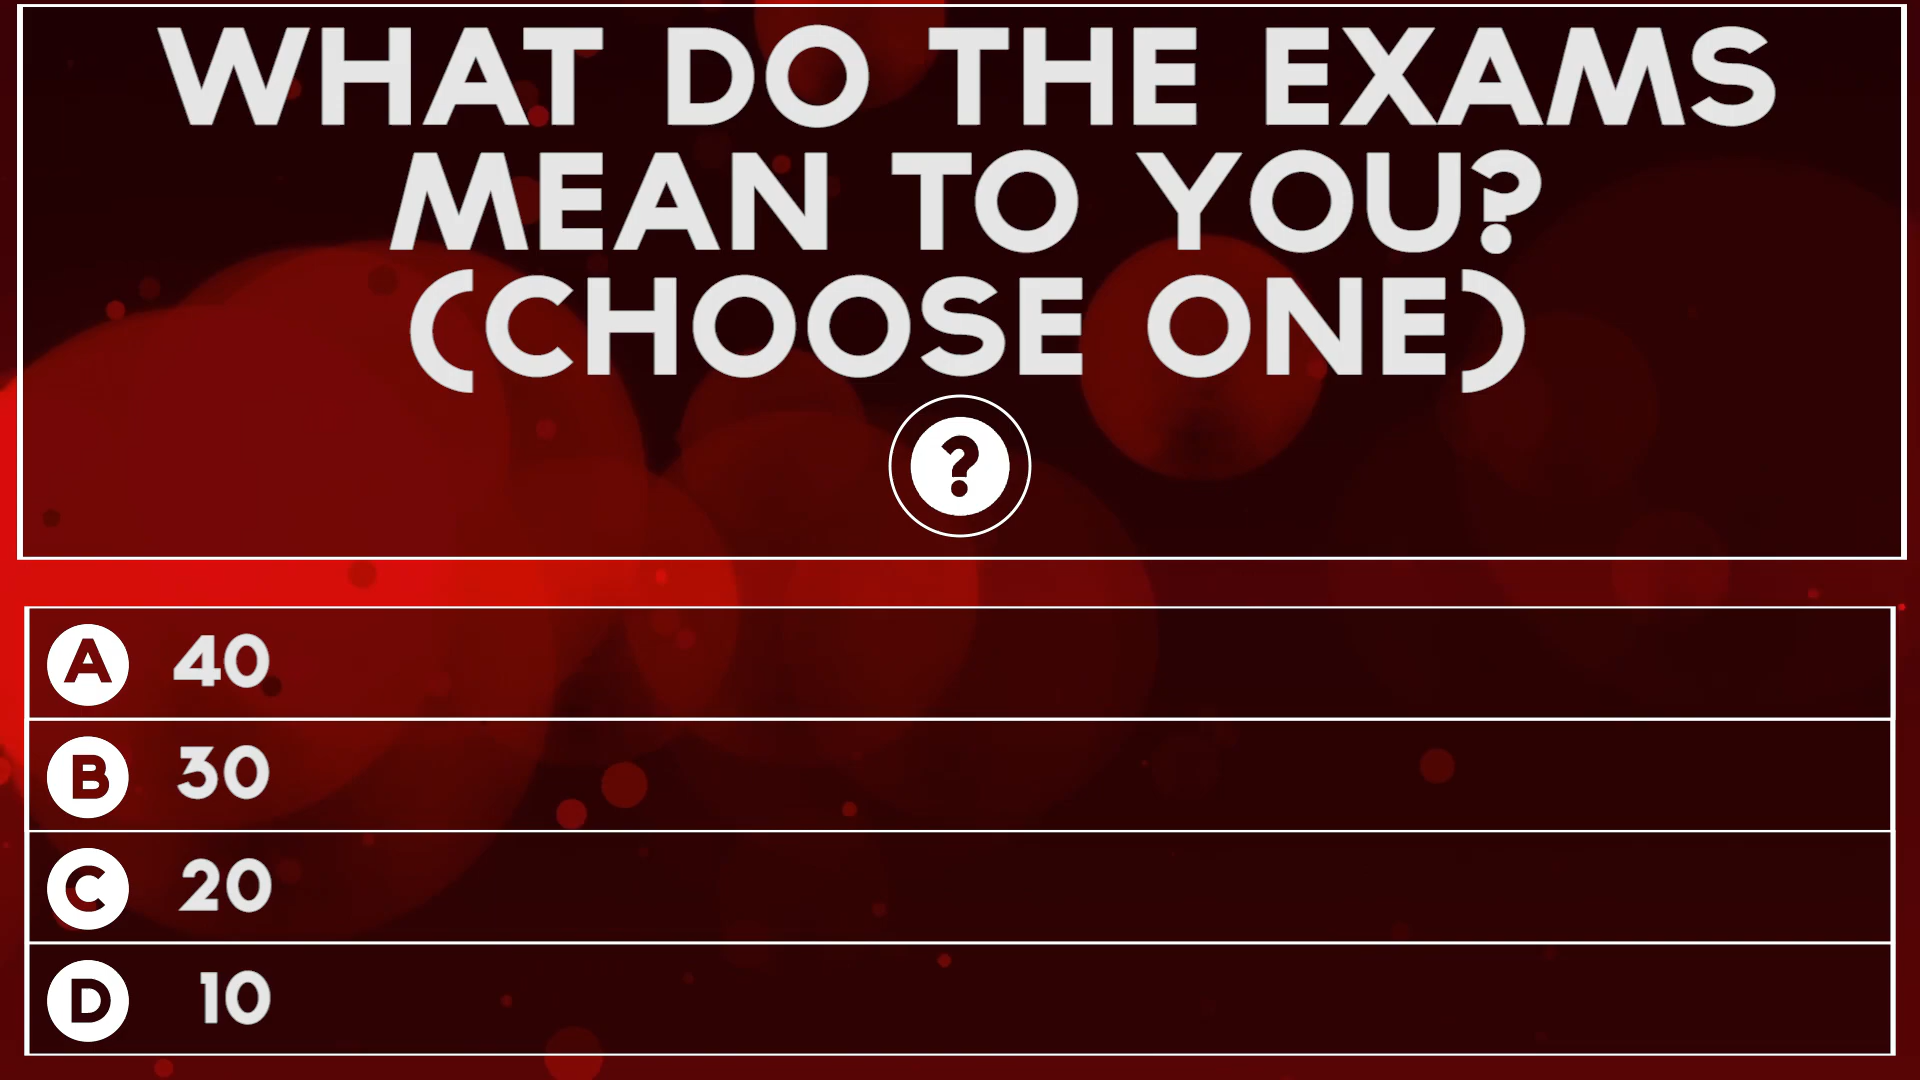 WHAT DO THE EXAMS
MEAN TO YOU?
(CHOOSE ONE)
?
A 40
B 30
C 20
D 10